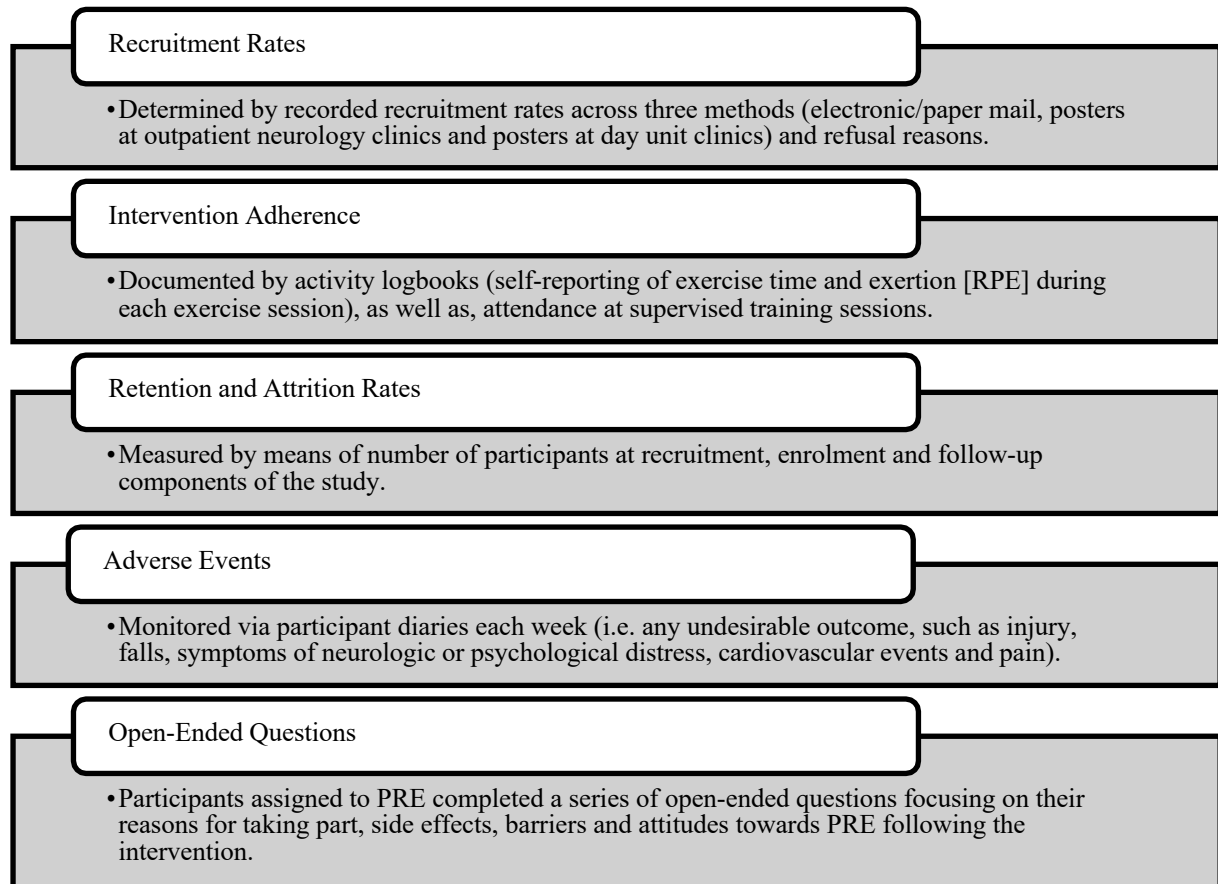 Recruitment Rates
•Determined by recorded recruitment rates across three methods (electronic/paper mail, posters
at outpatient neurology clinics and posters at day unit clinics) and refusal reasons.
Intervention Adherence
•Documented by activity logbooks (self-reporting of exercise time and exertion [RPE] during
each exercise session), as well as, attendance at supervised training sessions.
Retention and Attrition Rates
•Measured by means of number of participants at recruitment, enrolment and follow-up
components of the study.
Adverse Events
•Monitored via participant diaries each week (i.e. any undesirable outcome, such as injury,
falls, symptoms of neurologic or psychological distress, cardiovascular events and pain).
Open-Ended Questions
•Participants assigned to PRE completed a series of open-ended questions focusing on their
reasons for taking part, side effects, barriers and attitudes towards PRE following the
intervention.